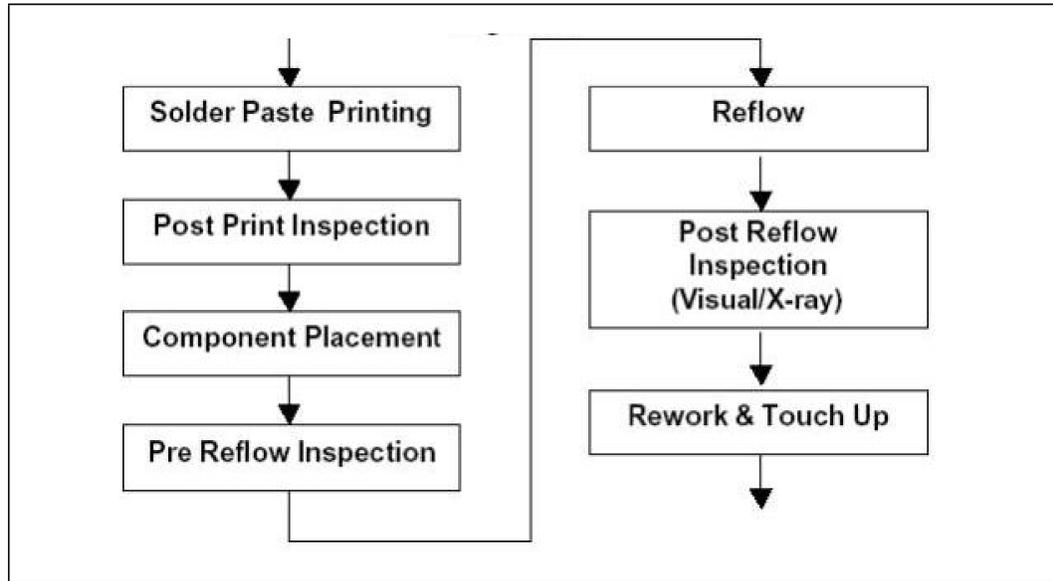 Solder Paste Printing
Post Print Inspection
Component Placement
Pre Reflow Inspection
Reflow
Post Reflow
Inspection
(Visual/X-ray)
Rework & Touch Up